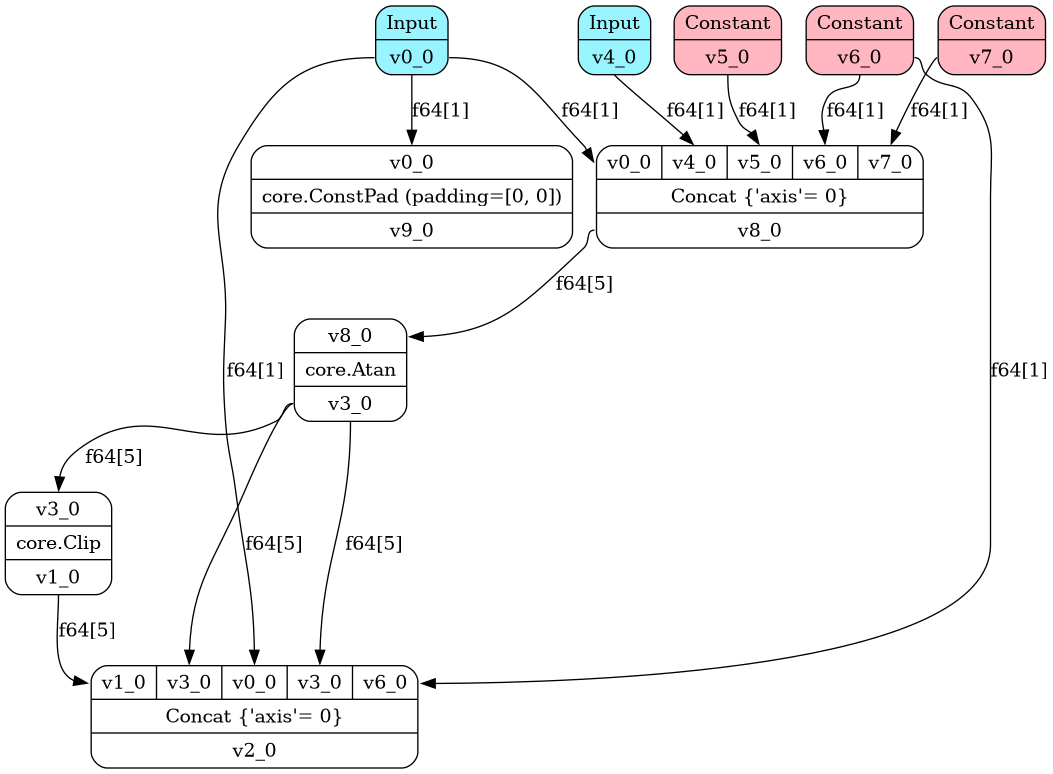 Input
v0_0
Input
v4_0
Constant
v5_0
Constant
v6_0
Constant
v7_0
f64[1]
f64[1]
f64[1]
f64[1]
f64[1]
f64[1]
v0_0
core.ConstPad (padding=[0, 0])
v9_0
v0_0 v4_0 v5_0 v6_0 v7_0
Concat {'axis'= 0}
v8_0
f64[5]
v8_0
core.Atan
v3_0
f64[1]
f64[1]
f64[5]
v3_0
core.Clip
v1_0
f64[5]
f64[5]
f64[5]
v1_0 v3_0 v0_0 v3_0 v6_0
Concat {'axis'= 0}
v2_0